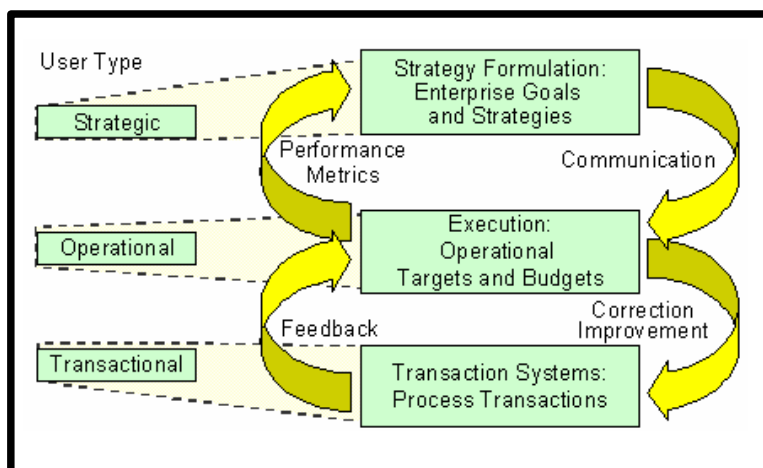 User Type
Strategy Formulation:
Enterprise Goals
and Strategies
Strategic
Performance
Metrics
Communication
Operational
Execution:
Operational
Targets and Budgets
Feedback
Correction
Improvement
Transactional
Transaction Systems:
Process Transactions